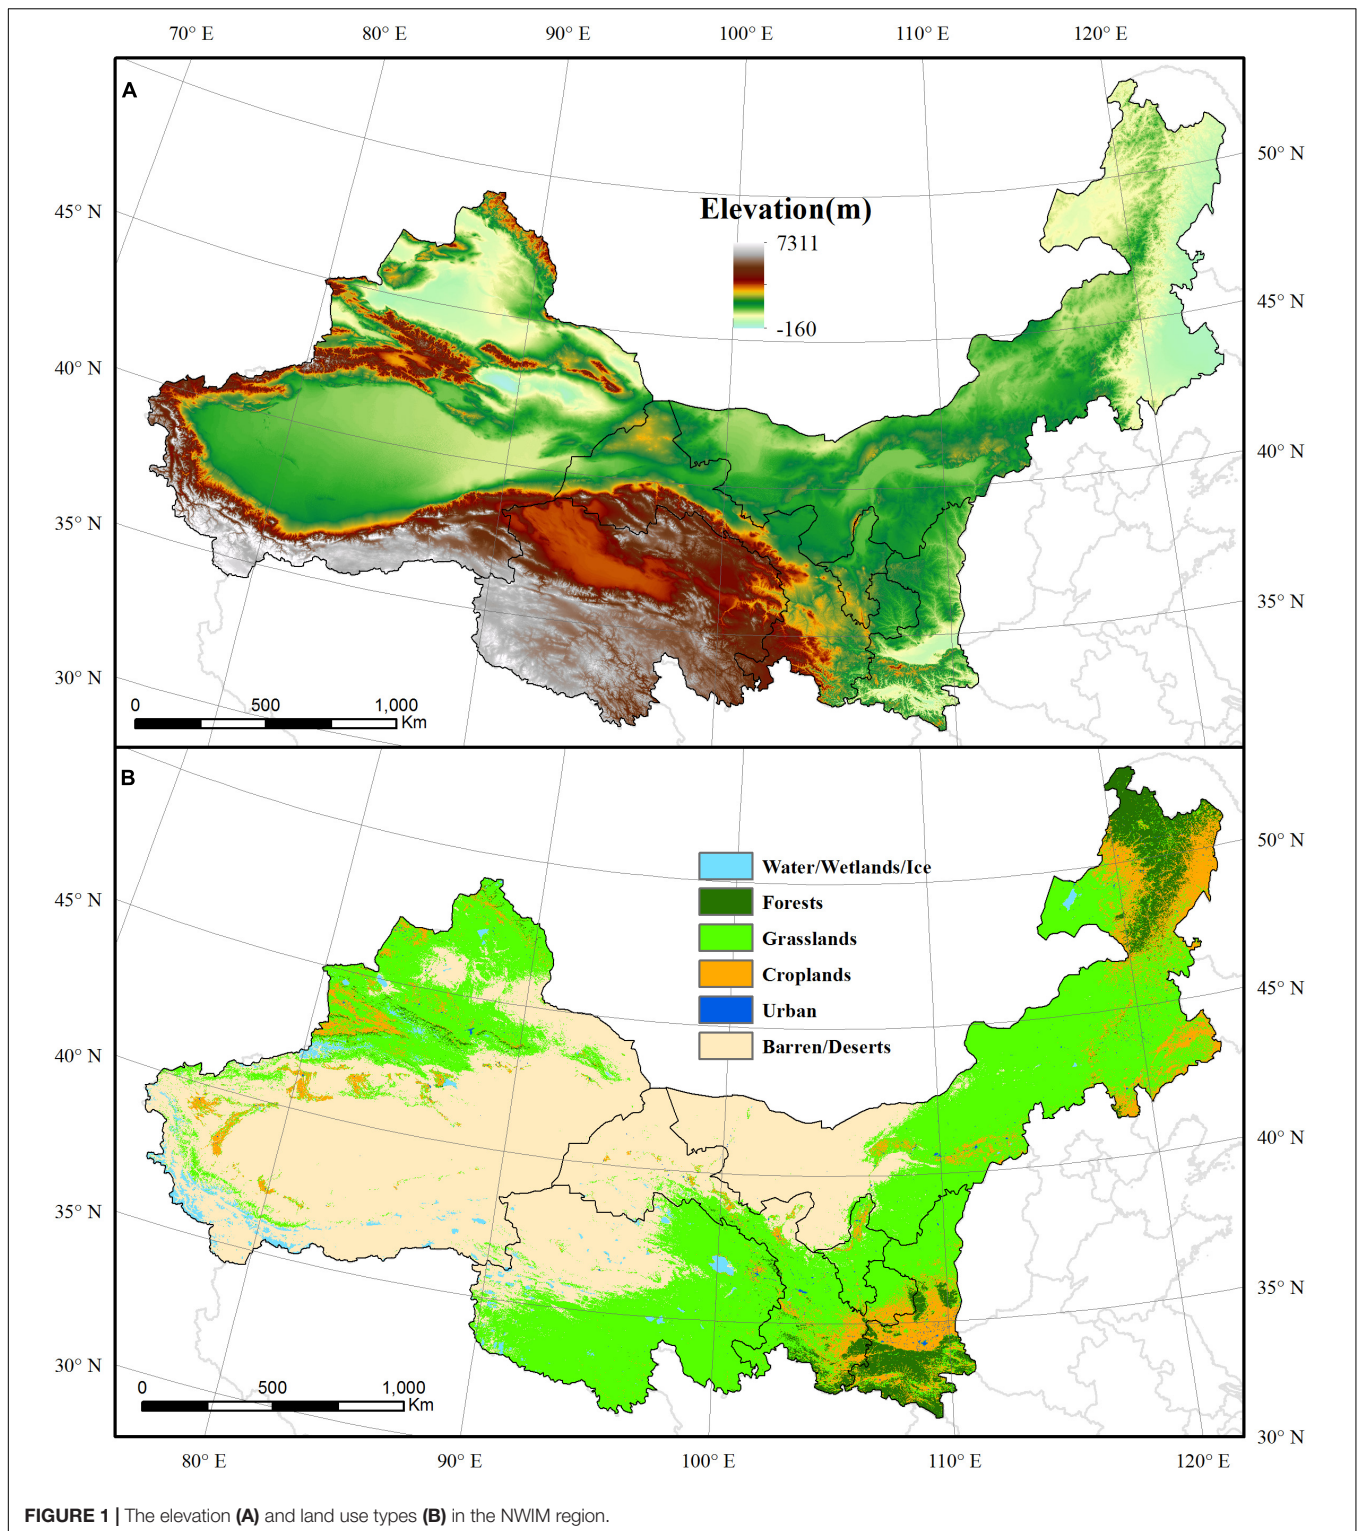 70° E 80° E 90° E 100° E 110° E 120° E
A
50° N
45° N
Elevation(m)
7311
45° N
-160
40° N
40° N
35° N
35° N
30° N
0 500 1,000
Km
B
50° N
Water/Wetlands/Ice
45° N
Forests
Grasslands
Croplands
45° N
Urban
Barren/Deserts
40° N
40° N
35° N
35° N
30° N
0 500 1,000
Km
30° N
80° E 90° E 100° E 110° E 120° E
FIGURE 1 | The elevation (A) and land use types (B) in the NWIM region.